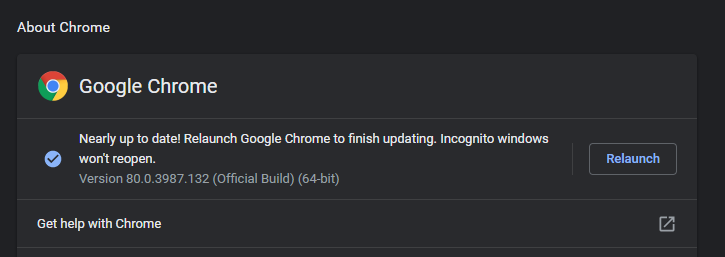 About Chrome
Google Chrome
Nearly up to date! Relaunch Google Chrome to finish updating. Incognito windows
won't reopen.
Relaunch
Version 80.0.3987.132 (Official Build) (64-bit)
Get help with Chrome